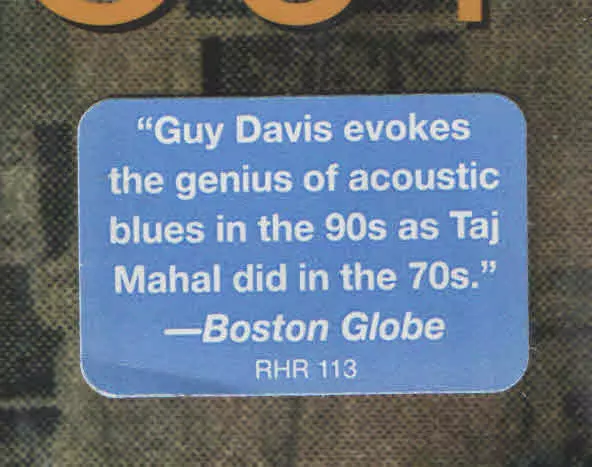 “Guy Davis evokes
the genius of acoustic
blues in the 90s as Taj
Mahal did in the 70s.”
—Boston Globe
RHR 113